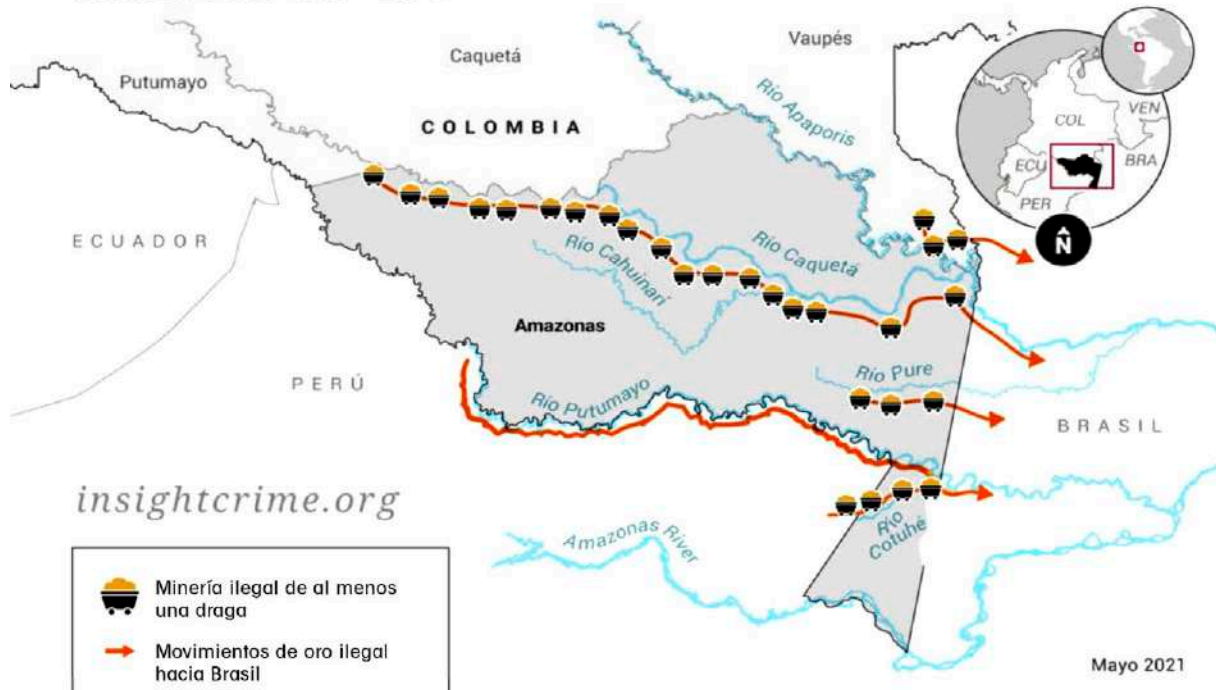 Caquetá
Vaupés
Putumayo
COLOMBIA
Río Apaporis
COL
VEN
ECU
BRA
PER
N
ECUADOR
Río Caquetá
Río Cahuinarí
Amazonas
PERÚ
Río Pure
Río Putumayo
BRASIL
insightcrime.org
Río
Cotuhé
Amazonas River
Minería ilegal de al menos
una draga
Movimientos de oro ilegal
hacia Brasil
Mayo 2021